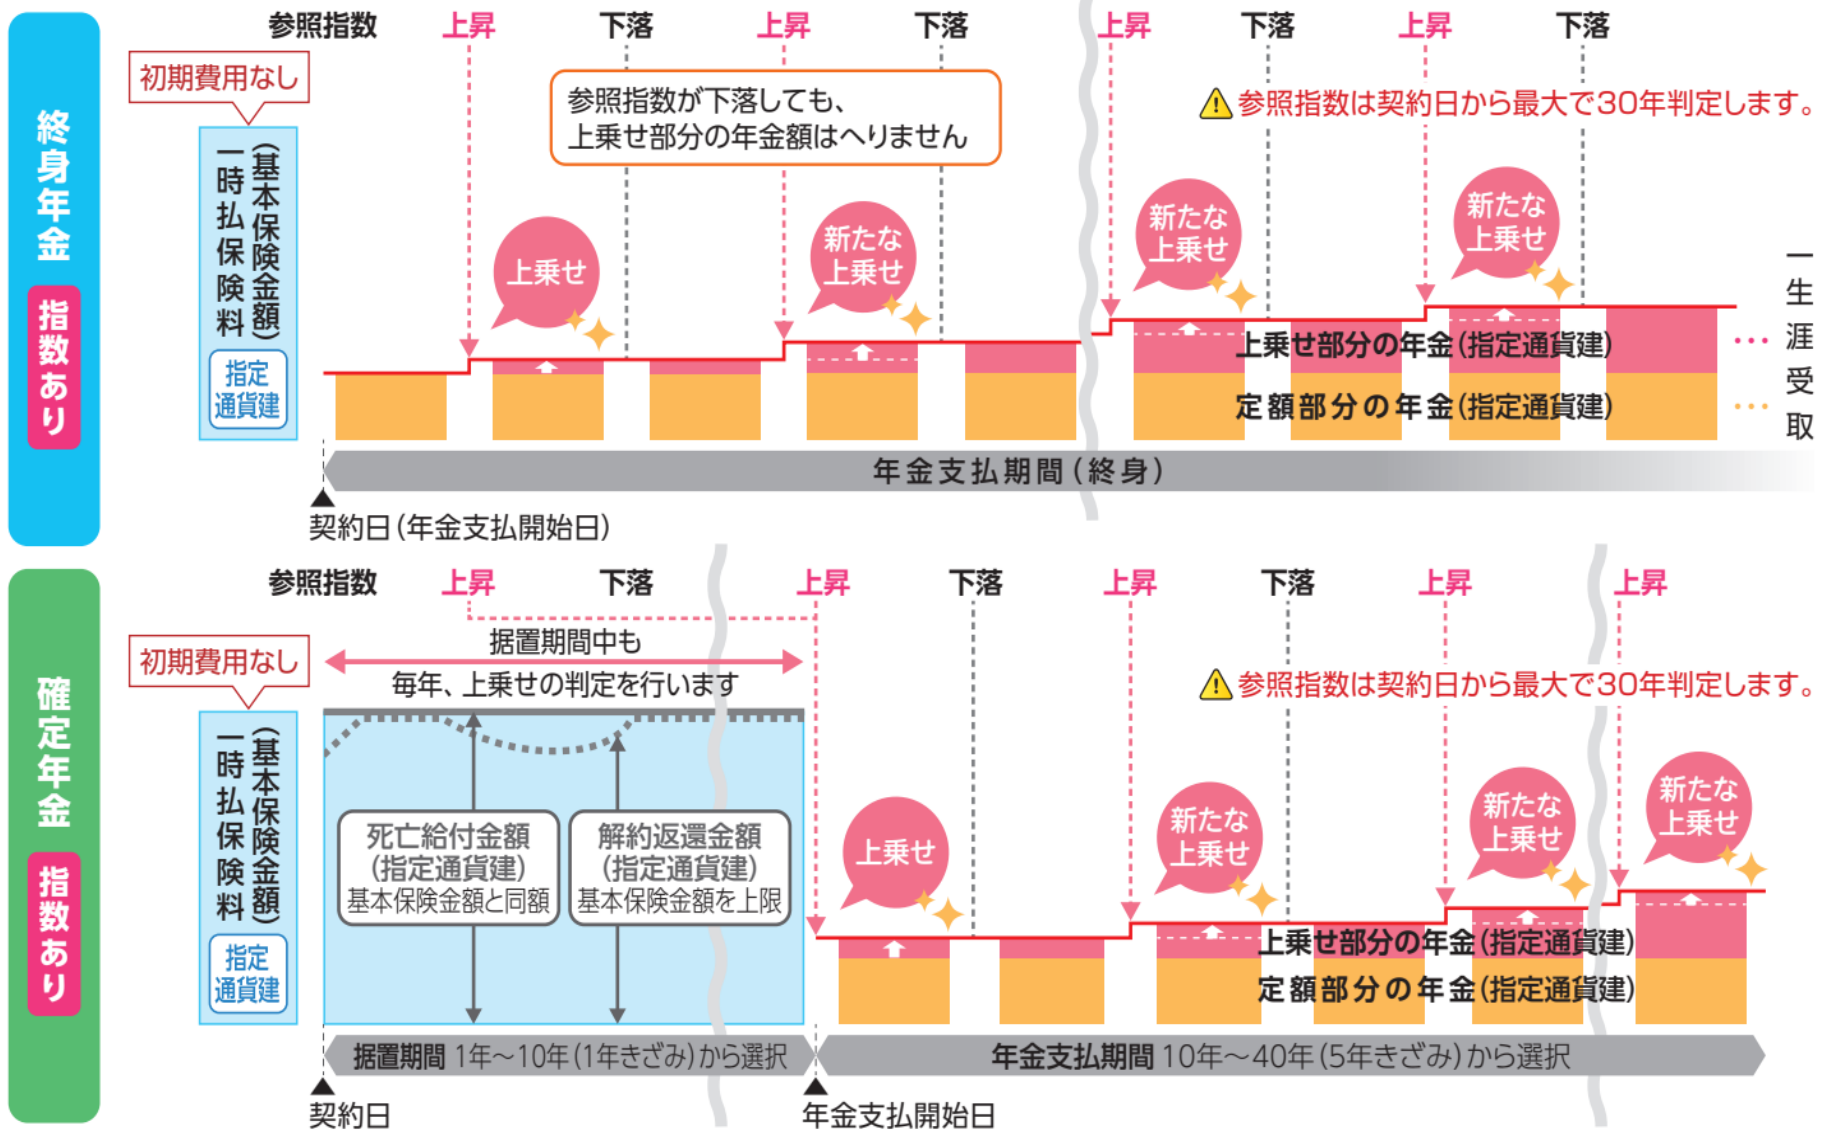 終身年金
指数あり
参照指数 上昇 下落 上昇 下落 上昇 下落 上昇 下落
初期費用なし
参照指数が下落しても、
上乗せ部分の年金額はへりません
参照指数は契約日から最大で30年判定します。
一時払保険料
(基本保険金額)
指定
通貨建
上乗せ
新たな
上乗せ
新たな
上乗せ
新たな
上乗せ
上乗せ部分の年金(指定通貨建)
定額部分の年金(指定通貨建)
一生涯受取
年金支払期間(終身)
契約日(年金支払開始日)
確定年金
指数あり
参照指数 上昇 下落 上昇 下落 上昇 下落 上昇 上昇
初期費用なし
据置期間中も
毎年、上乗せの判定を行います
参照指数は契約日から最大で30年判定します。
一時払保険料
(基本保険金額)
指定
通貨建
死亡給付金額
(指定通貨建)
基本保険金額と同額
解約返還金額
(指定通貨建)
基本保険金額を上限
上乗せ
新たな
上乗せ
新たな
上乗せ
新たな
上乗せ
上乗せ部分の年金(指定通貨建)
定額部分の年金(指定通貨建)
据置期間 1年~10年(1年きざみ)から選択
年金支払期間 10年~40年(5年きざみ)から選択
契約日
年金支払開始日